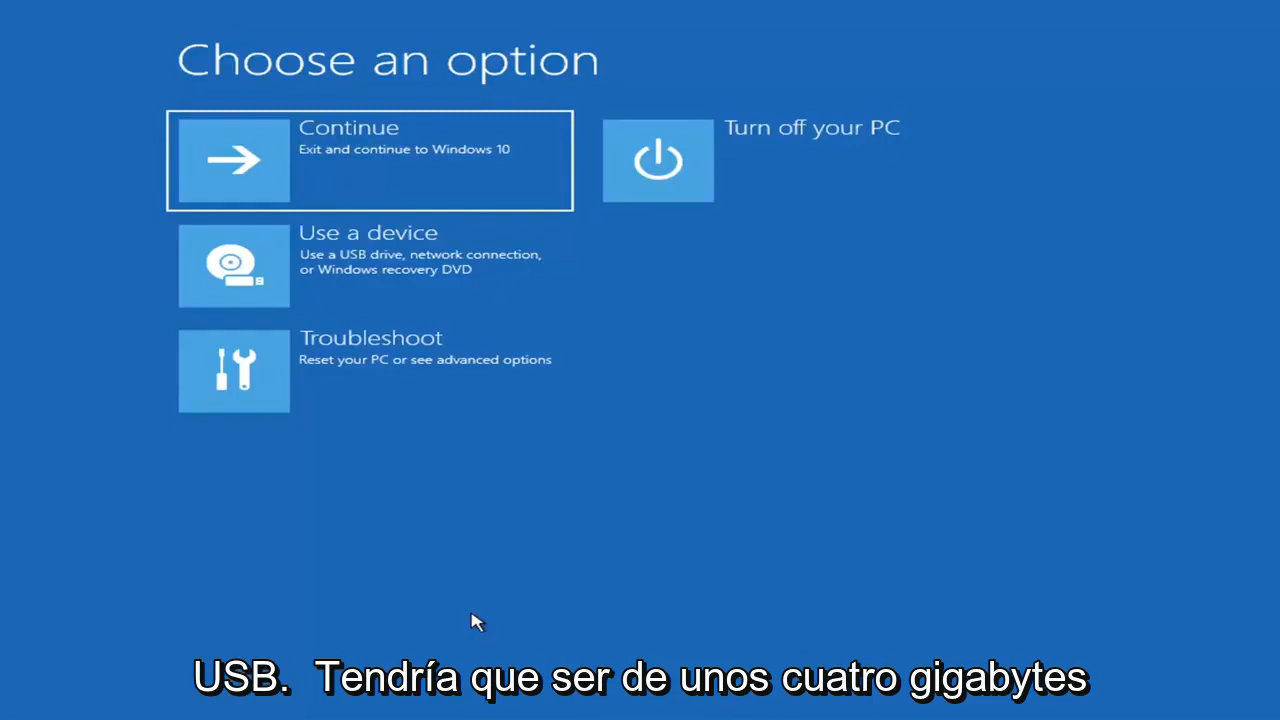 Choose an option
Continue
Exit and continue to Windows 10
Turn off your PC
Use a device
Use a USB drive, network connection,
or Windows recovery DVD
Troubleshoot
Reset your PC or see advanced options
USB. Tendría que ser de unos cuatro gigabytes